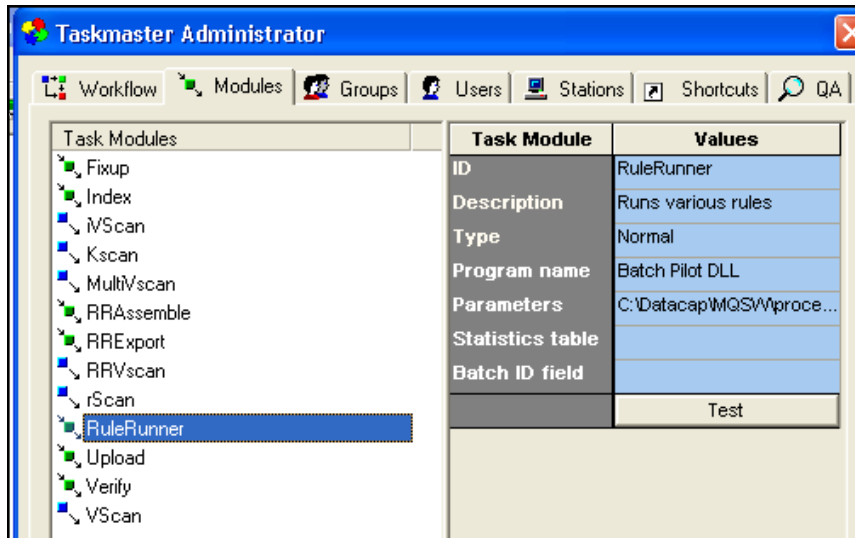 Taskmaster Administrator
Workflow Modules Groups Users Stations Shortcuts QA
Task Modules
Fixup
Index
iVScan
Kscan
MultiVscan
RRAssemble
RRExport
RRVscan
rScan
RuleRunner
Upload
Verify
VScan
Task Module Values
ID RuleRunner
Description Runs various rules
Type Normal
Program name Batch Pilot DLL
Parameters C:\Datacap\MQSW\proce...
Statistics table
Batch ID field
Test